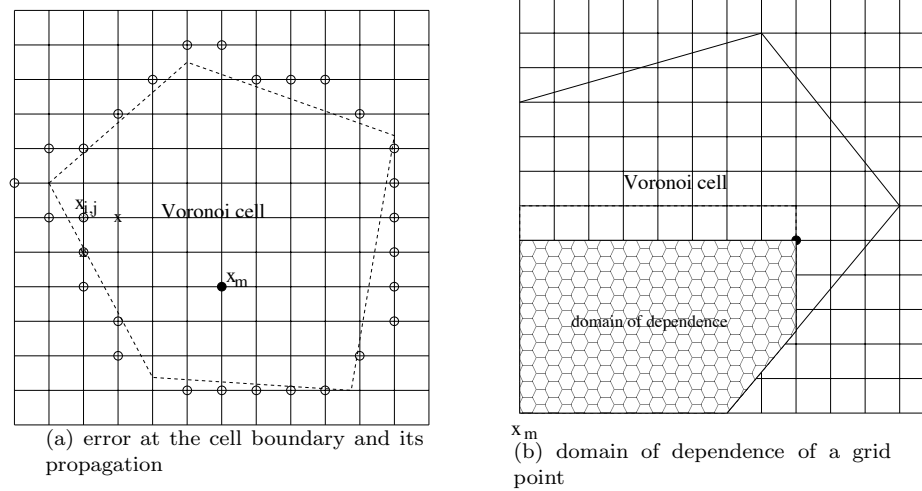 x_i,j
x
Voronoi cell
x_m
(a) error at the cell boundary and its
propagation
Voronoi cell
domain of dependence
x_m
(b) domain of dependence of a grid
point